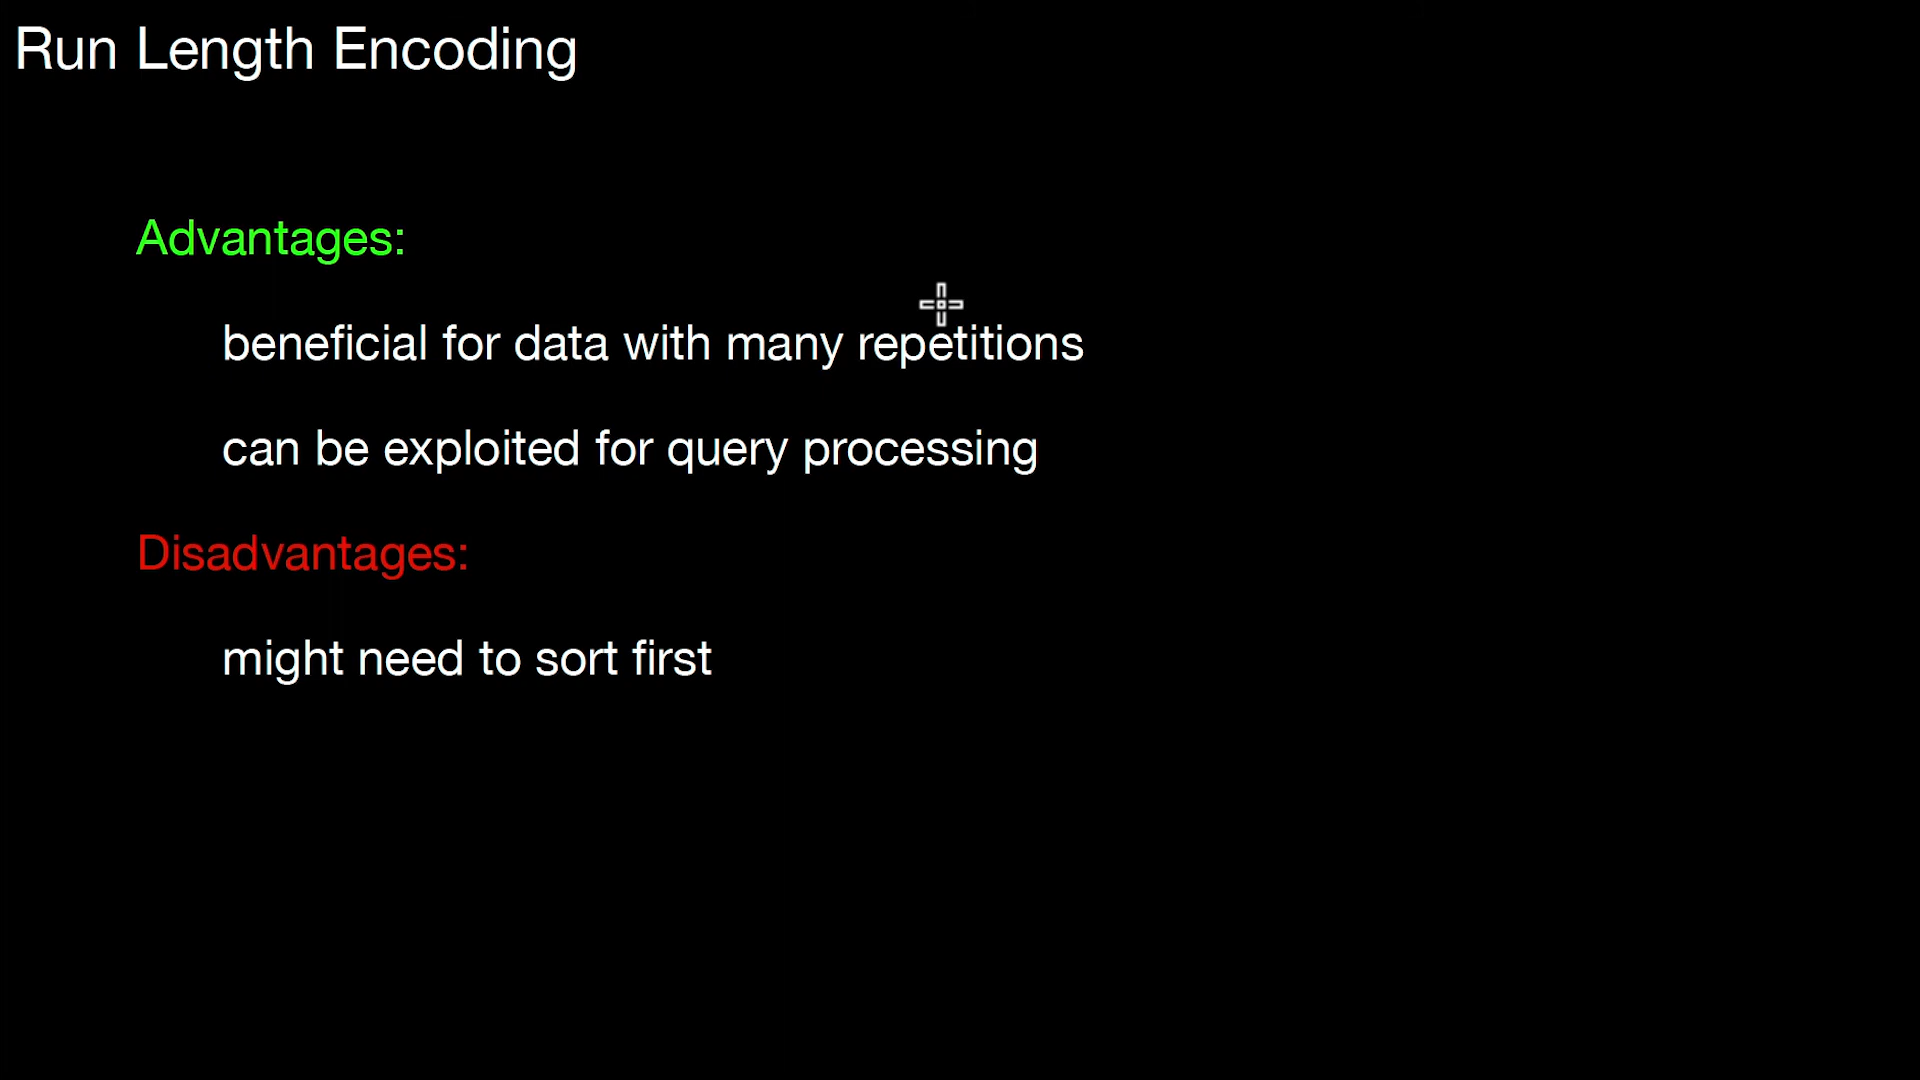 Run Length Encoding
Advantages:
beneficial for data with many repetitions
can be exploited for query processing
Disadvantages:
might need to sort first